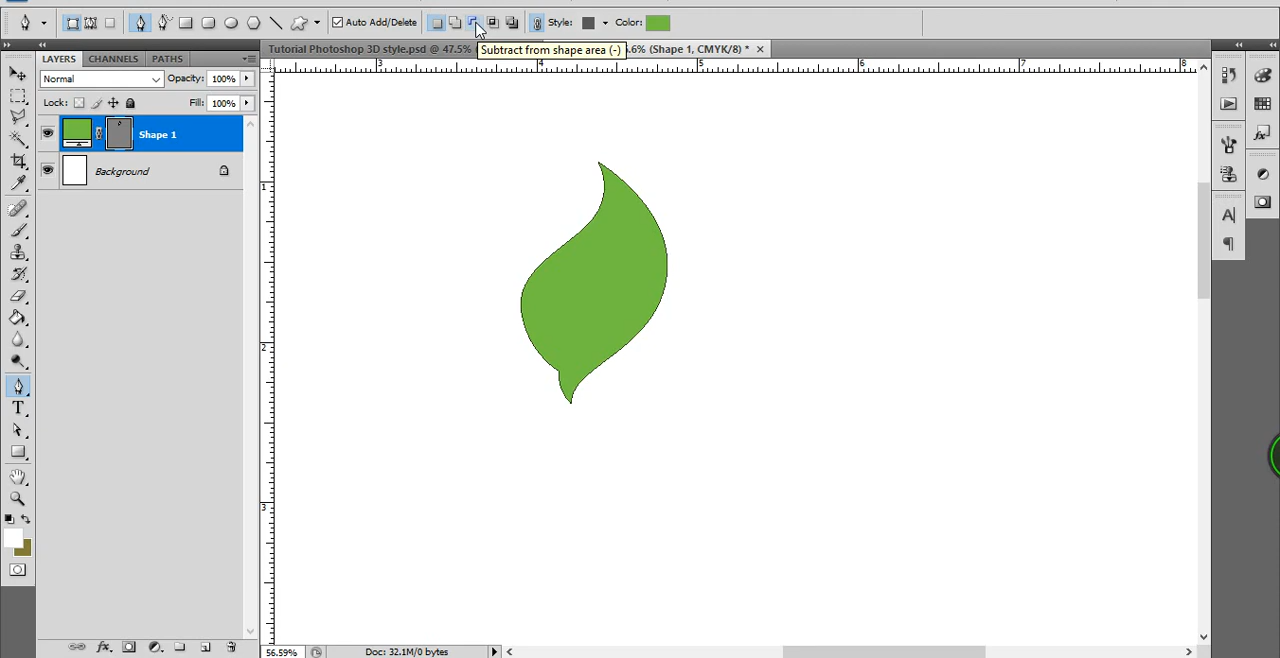 Auto Add/Delete Style: Color:
Subtract from shape area (-)
Tutorial Photoshop 3D style.psd @ 47.5% .6% (Shape 1, CMYK/8) *
LAYERS CHANNELS PATHS
Normal Opacity: 100%
Lock: Fill: 100%
Shape 1
Background
3 4 5 6 7 8
1
2
3
T
A
56.59% Doc: 32.1M/0 bytes